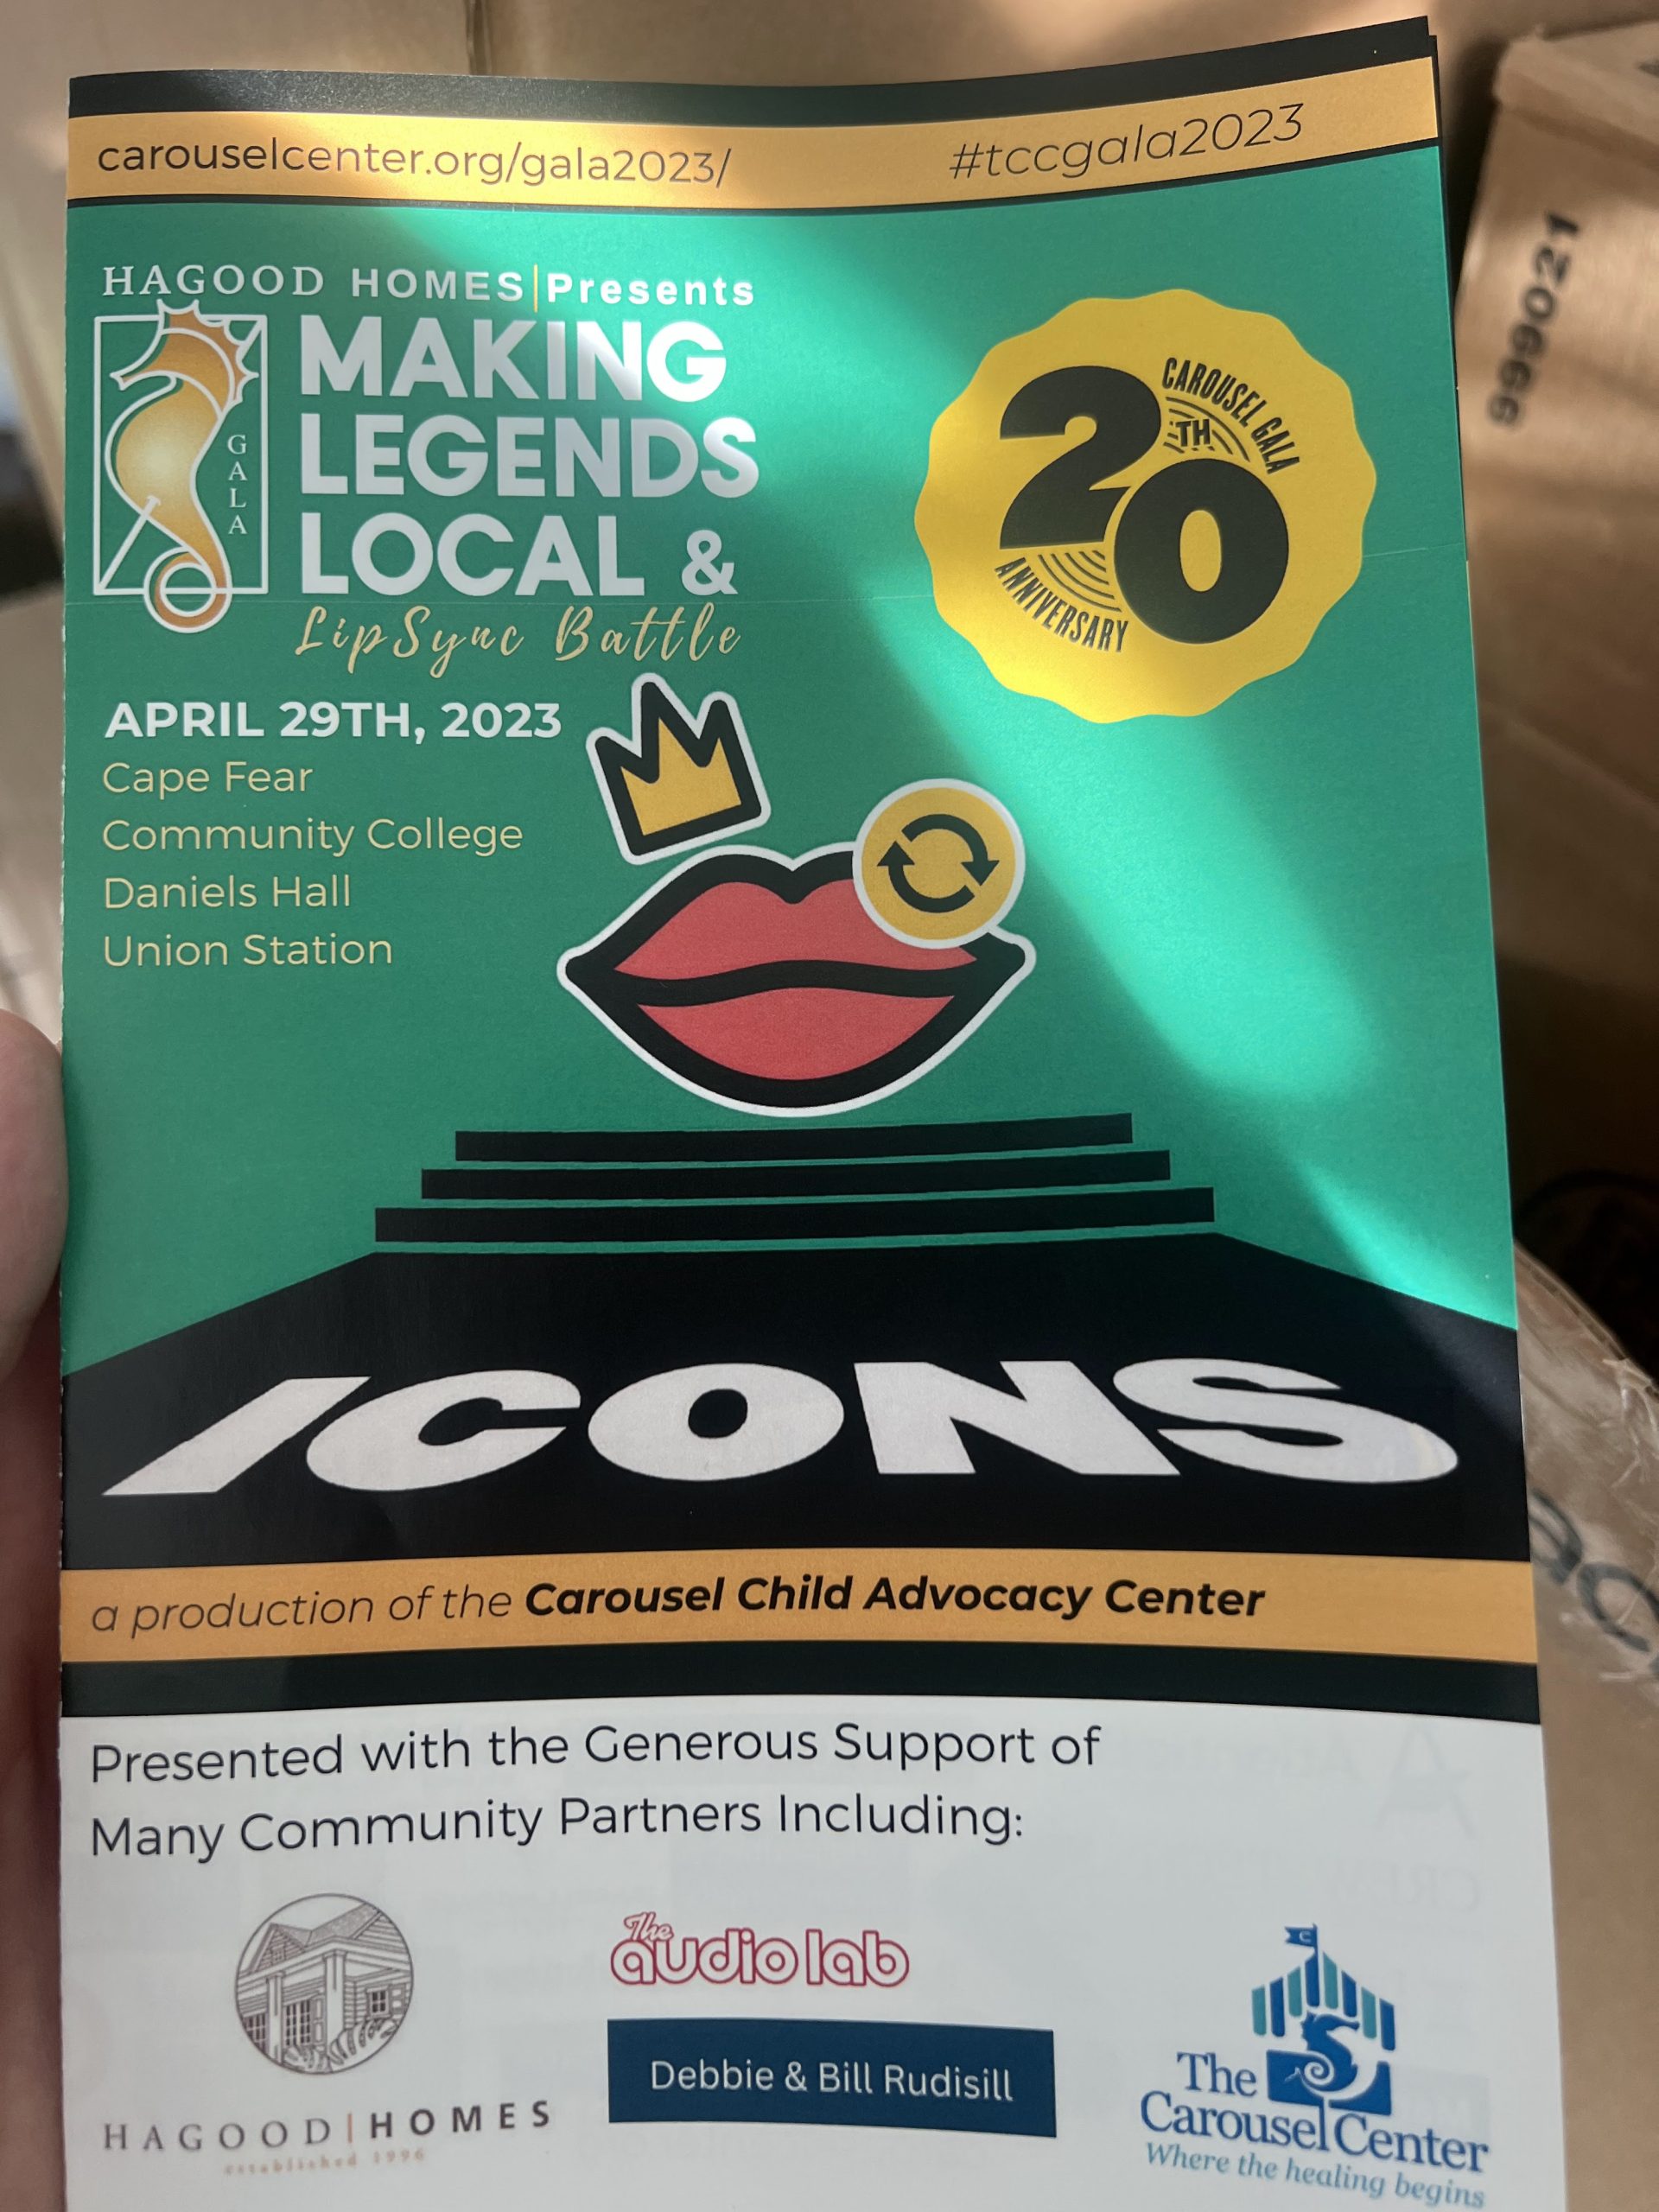 carouselcenter.org/gala2023/ #tccgala2023
HAGOOD HOMES|Presents
MAKING
LEGENDS
LOCAL &
LipSync Battle
GALA
CAROUSEL GALA
20TH
ANNIVERSARY
APRIL 29TH, 2023
Cape Fear
Community College
Daniels Hall
Union Station
ICONS
a production of the Carousel Child Advocacy Center
Presented with the Generous Support of
Many Community Partners Including:
HAGOOD|HOMES
established 1996
The
audio lab
Debbie & Bill Rudisill
C
The
Carousel Center
Where the healing begins
999021